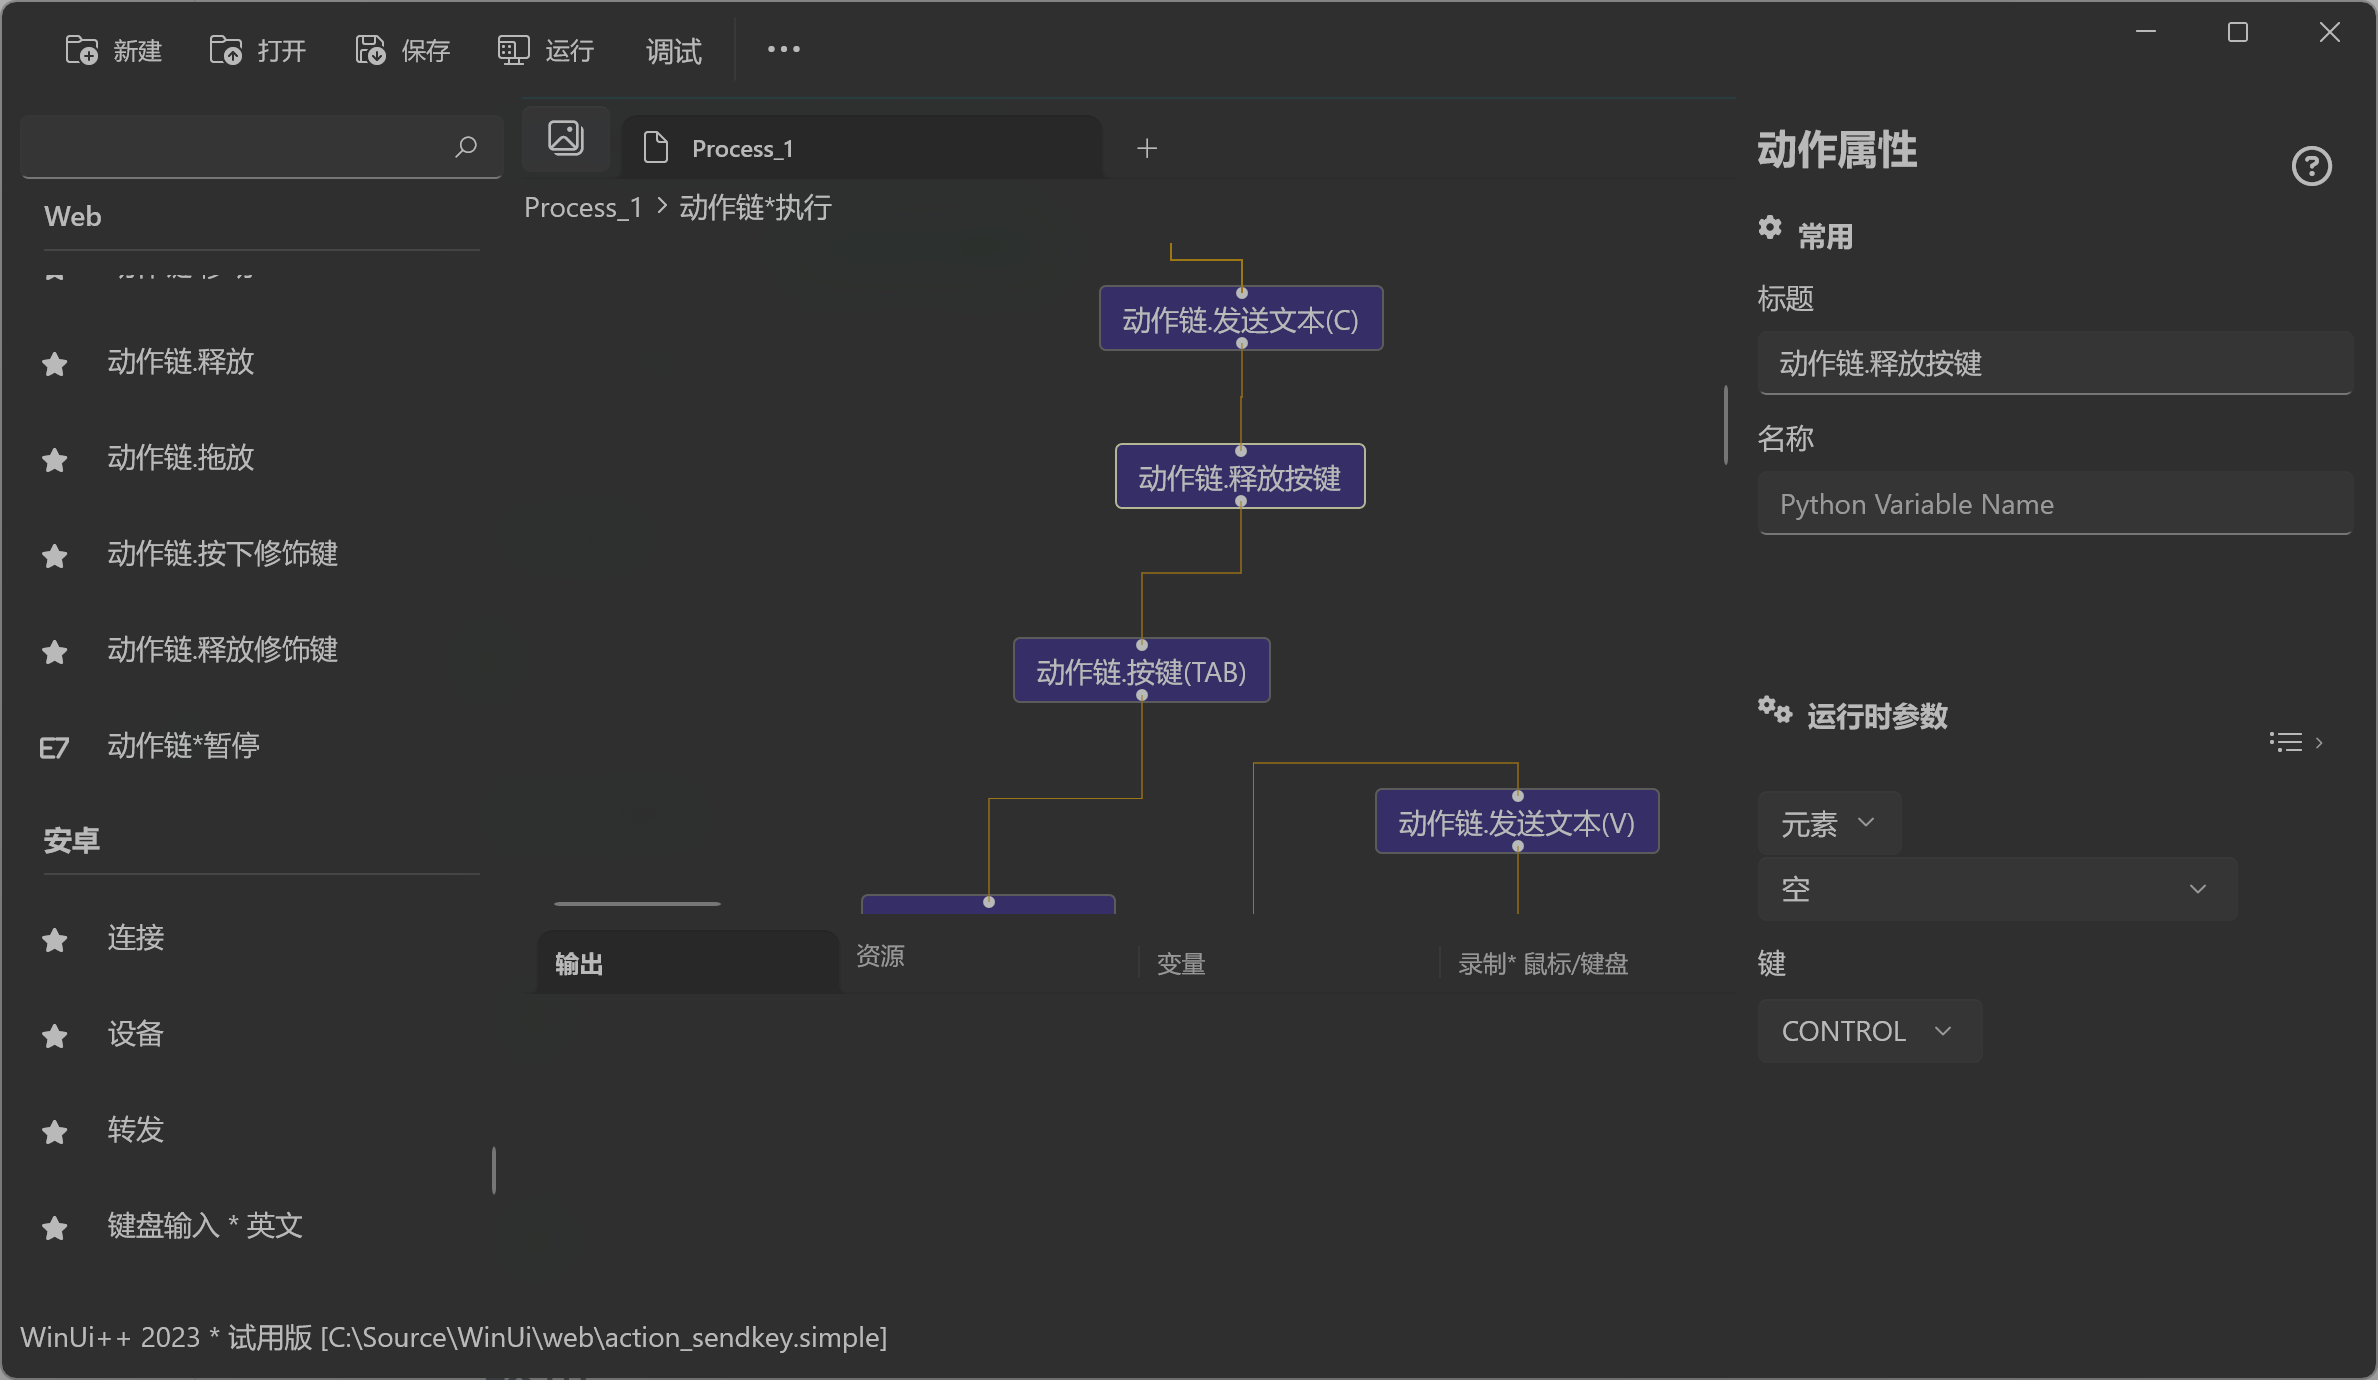 新建
打开
保存
运行
调试
Process_1
Process_1 > 动作链*执行
Web
动作链.释放
动作链.拖放
动作链.按下修饰键
动作链.释放修饰键
动作链*暂停
安卓
连接
设备
转发
键盘输入 * 英文
动作链.发送文本(C)
动作链.释放按键
动作链.按键(TAB)
动作链.发送文本(V)
输出
资源
变量
录制* 鼠标/键盘
动作属性
常用
标题
动作链.释放按键
名称
Python Variable Name
运行时参数
元素
空
键
CONTROL
WinUi++ 2023 * 试用版 [C:\Source\WinUi\web\action_sendkey.simple]